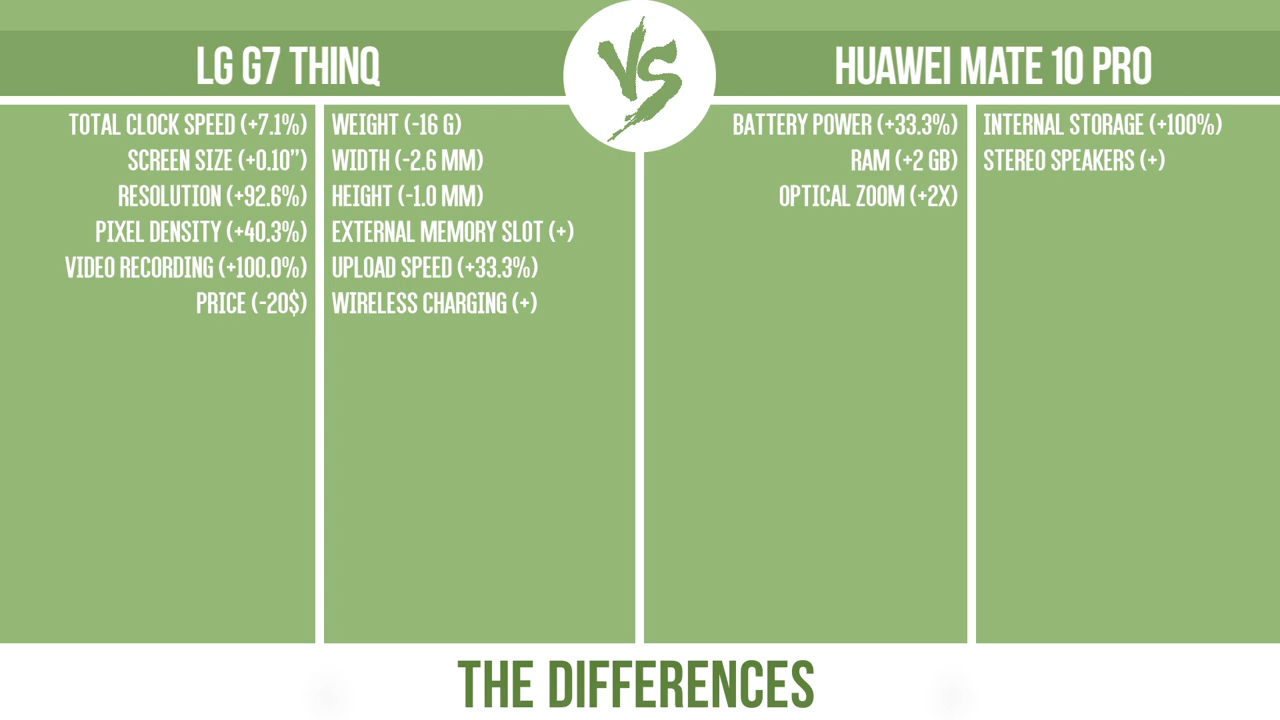 LG G7 THINQ
VS
HUAWEI MATE 10 PRO
TOTAL CLOCK SPEED (+7.1%)
SCREEN SIZE (+0.10”)
RESOLUTION (+92.6%)
PIXEL DENSITY (+40.3%)
VIDEO RECORDING (+100.0%)
PRICE (-20$)
WEIGHT (-16 G)
WIDTH (-2.6 MM)
HEIGHT (-1.0 MM)
EXTERNAL MEMORY SLOT (+)
UPLOAD SPEED (+33.3%)
WIRELESS CHARGING (+)
BATTERY POWER (+33.3%)
RAM (+2 GB)
OPTICAL ZOOM (+2X)
INTERNAL STORAGE (+100%)
STEREO SPEAKERS (+)
THE DIFFERENCES